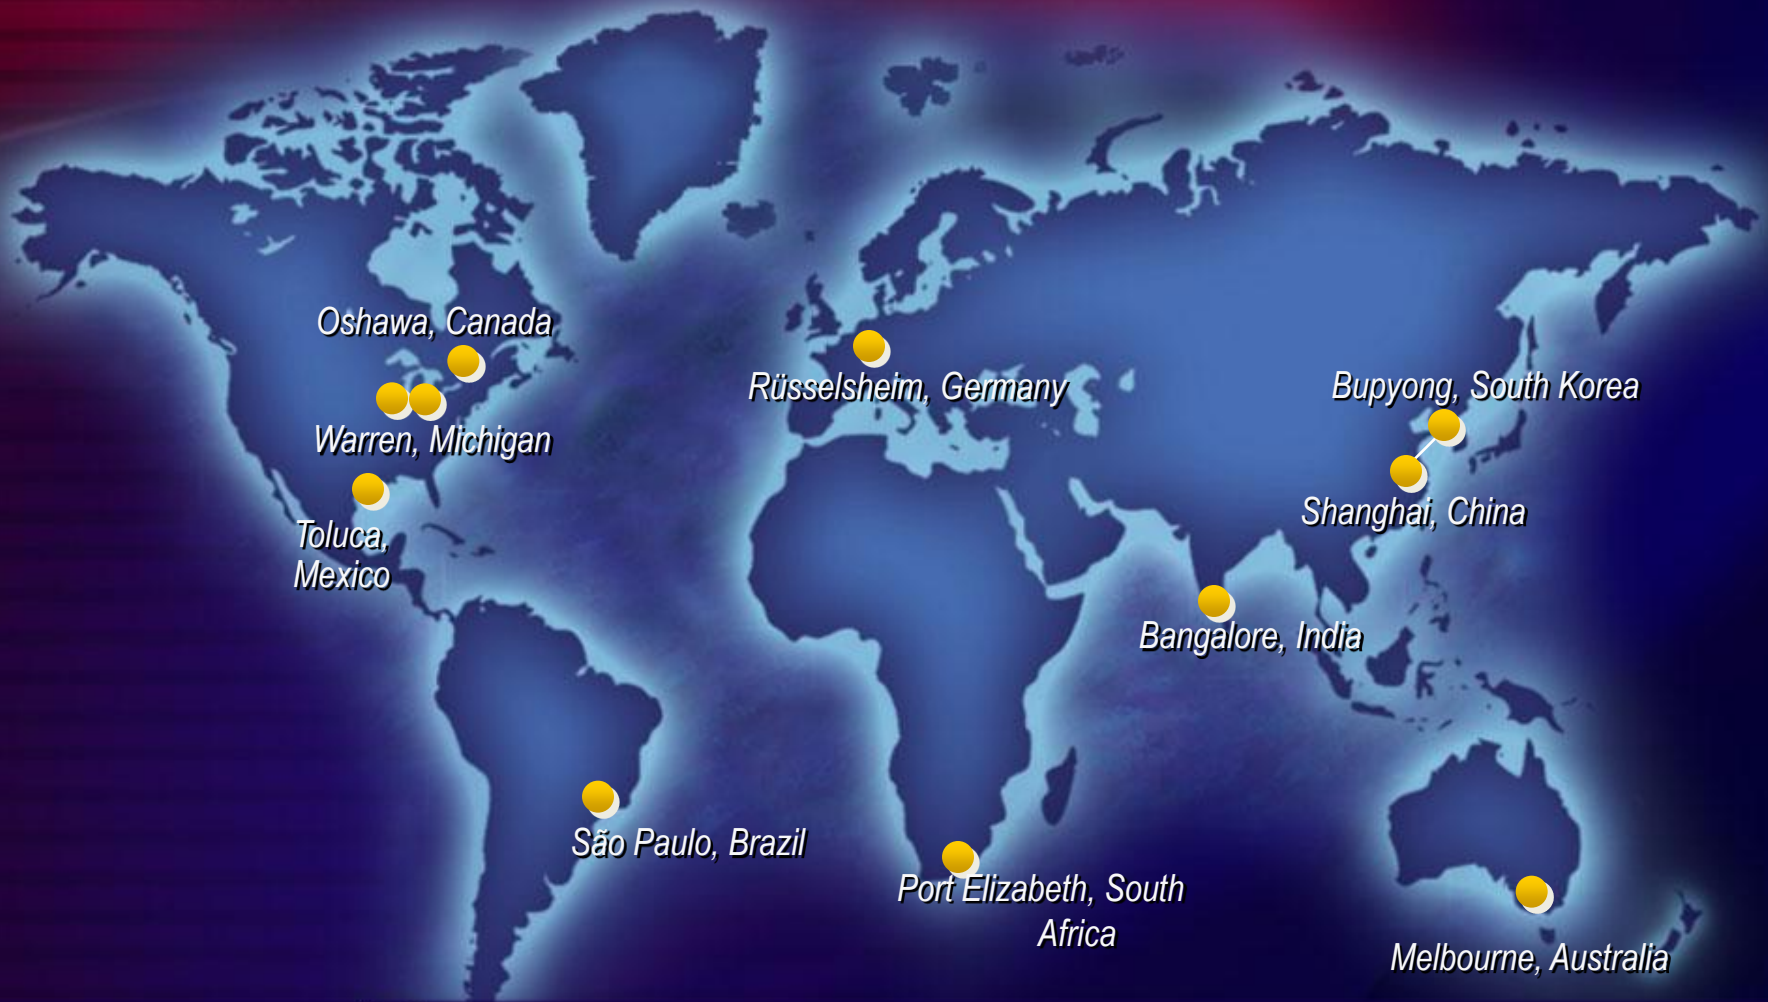 Oshawa, Canada
Rüsselsheim, Germany
Bupyong, South Korea
Warren, Michigan
Shanghai, China
Toluca,
Mexico
Bangalore, India
São Paulo, Brazil
Port Elizabeth, South
Africa
Melbourne, Australia